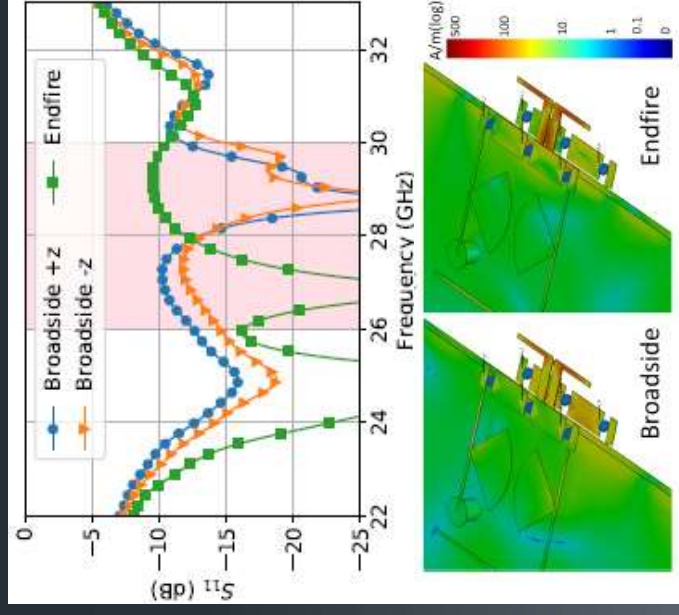 Broadside +z
Broadside -z
Endfire
0
−5
−10
−15
−20
−25
S₁₁ (dB)
22
24
26
28
30
32
Frequency (GHz)
A/m(log)
500
100
10
1
0.1
0
Broadside
Endfire